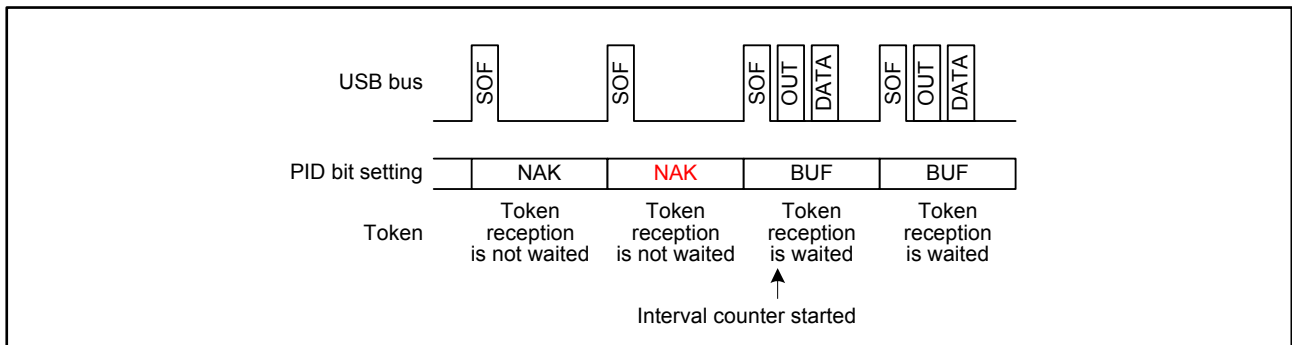 USB bus
SOF
SOF
SOF
OUT
DATA
SOF
OUT
DATA
PID bit setting
NAK
NAK
BUF
BUF
Token
Token
reception
is not waited
Token
reception
is not waited
Token
reception
is waited
Token
reception
is waited
Interval counter started